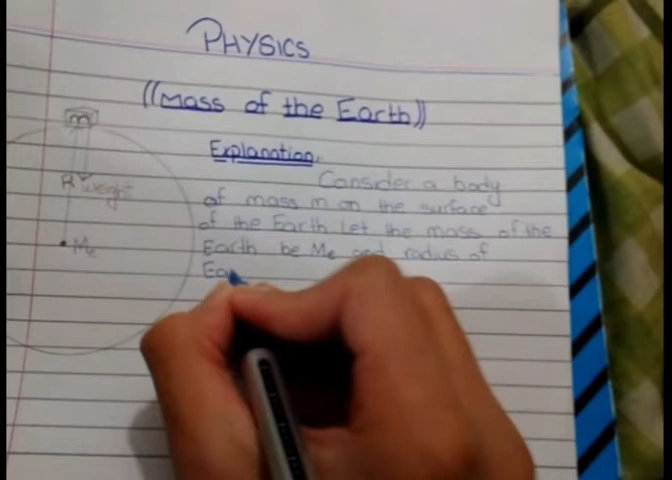 PHYSICS
((Mass of the Earth))
Explanation.
m
Consider a body
R weight
of mass m on the surface
of the Earth Let the mass of the
Me
Earth be Me and radius of
Ea